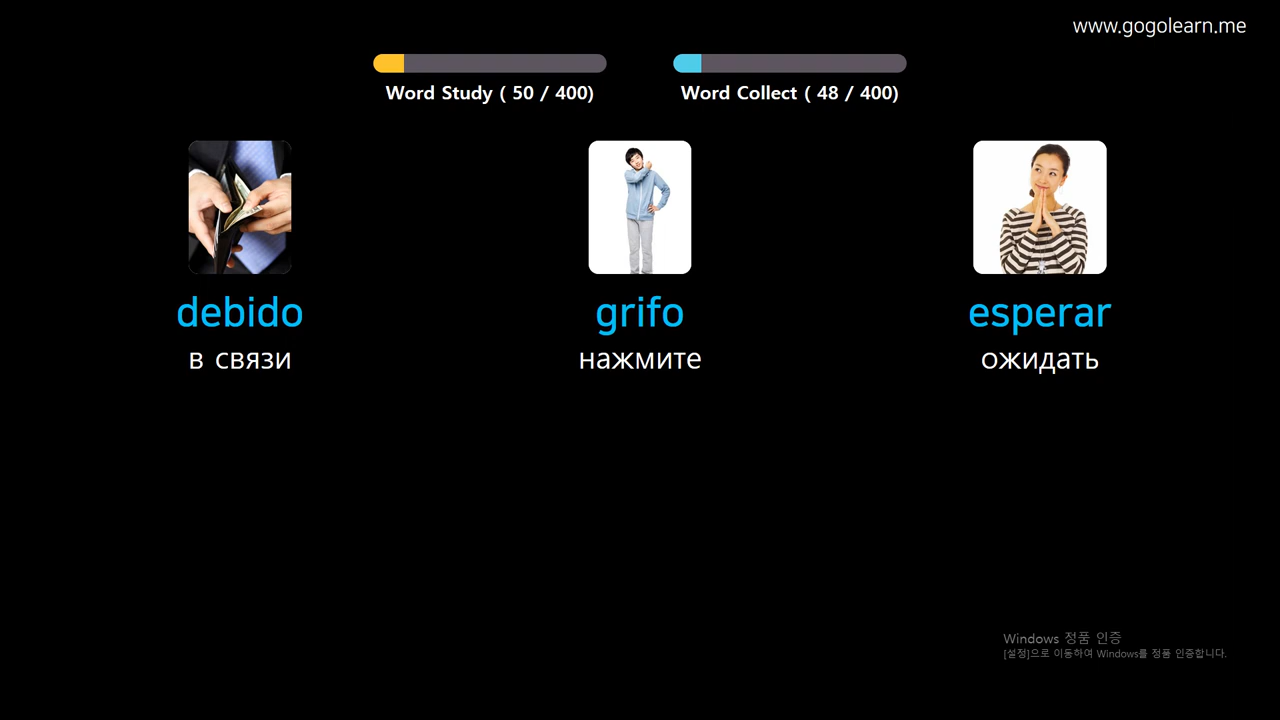 www.gogolearn.me
Word Study ( 50 / 400)
Word Collect ( 48 / 400)
debido
grifo
esperar
в связи
нажмите
ожидать
Windows 정품 인증
[설정]으로 이동하여 Windows를 정품 인증합니다.